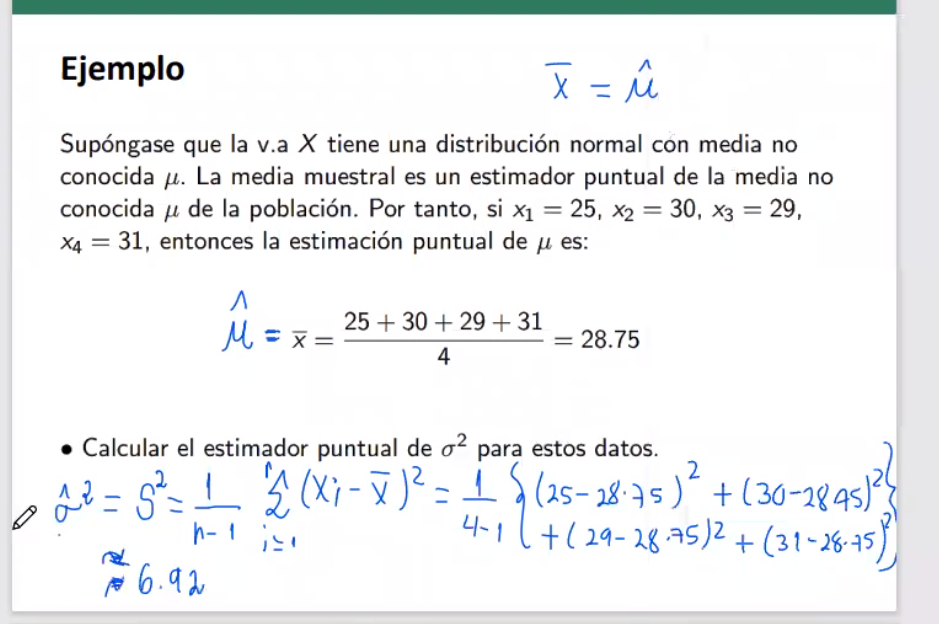 Ejemplo
x̄ = μ̂
Supóngase que la v.a X tiene una distribución normal con media no
conocida μ. La media muestral es un estimador puntual de la media no
conocida μ de la población. Por tanto, si x₁ = 25, x₂ = 30, x₃ = 29,
x₄ = 31, entonces la estimación puntual de μ es:
μ̂ = x̄ = (25 + 30 + 29 + 31)/4 = 28.75
• Calcular el estimador puntual de σ² para estos datos.
σ̂² = S² = 1/(n-1) Σᵢ₌₁ⁿ (Xᵢ - X̄)² = 1/(4-1) { (25-28.75)² + (30-28.75)²
+ (29-28.75)² + (31-28.75)² }
≈ 6.92